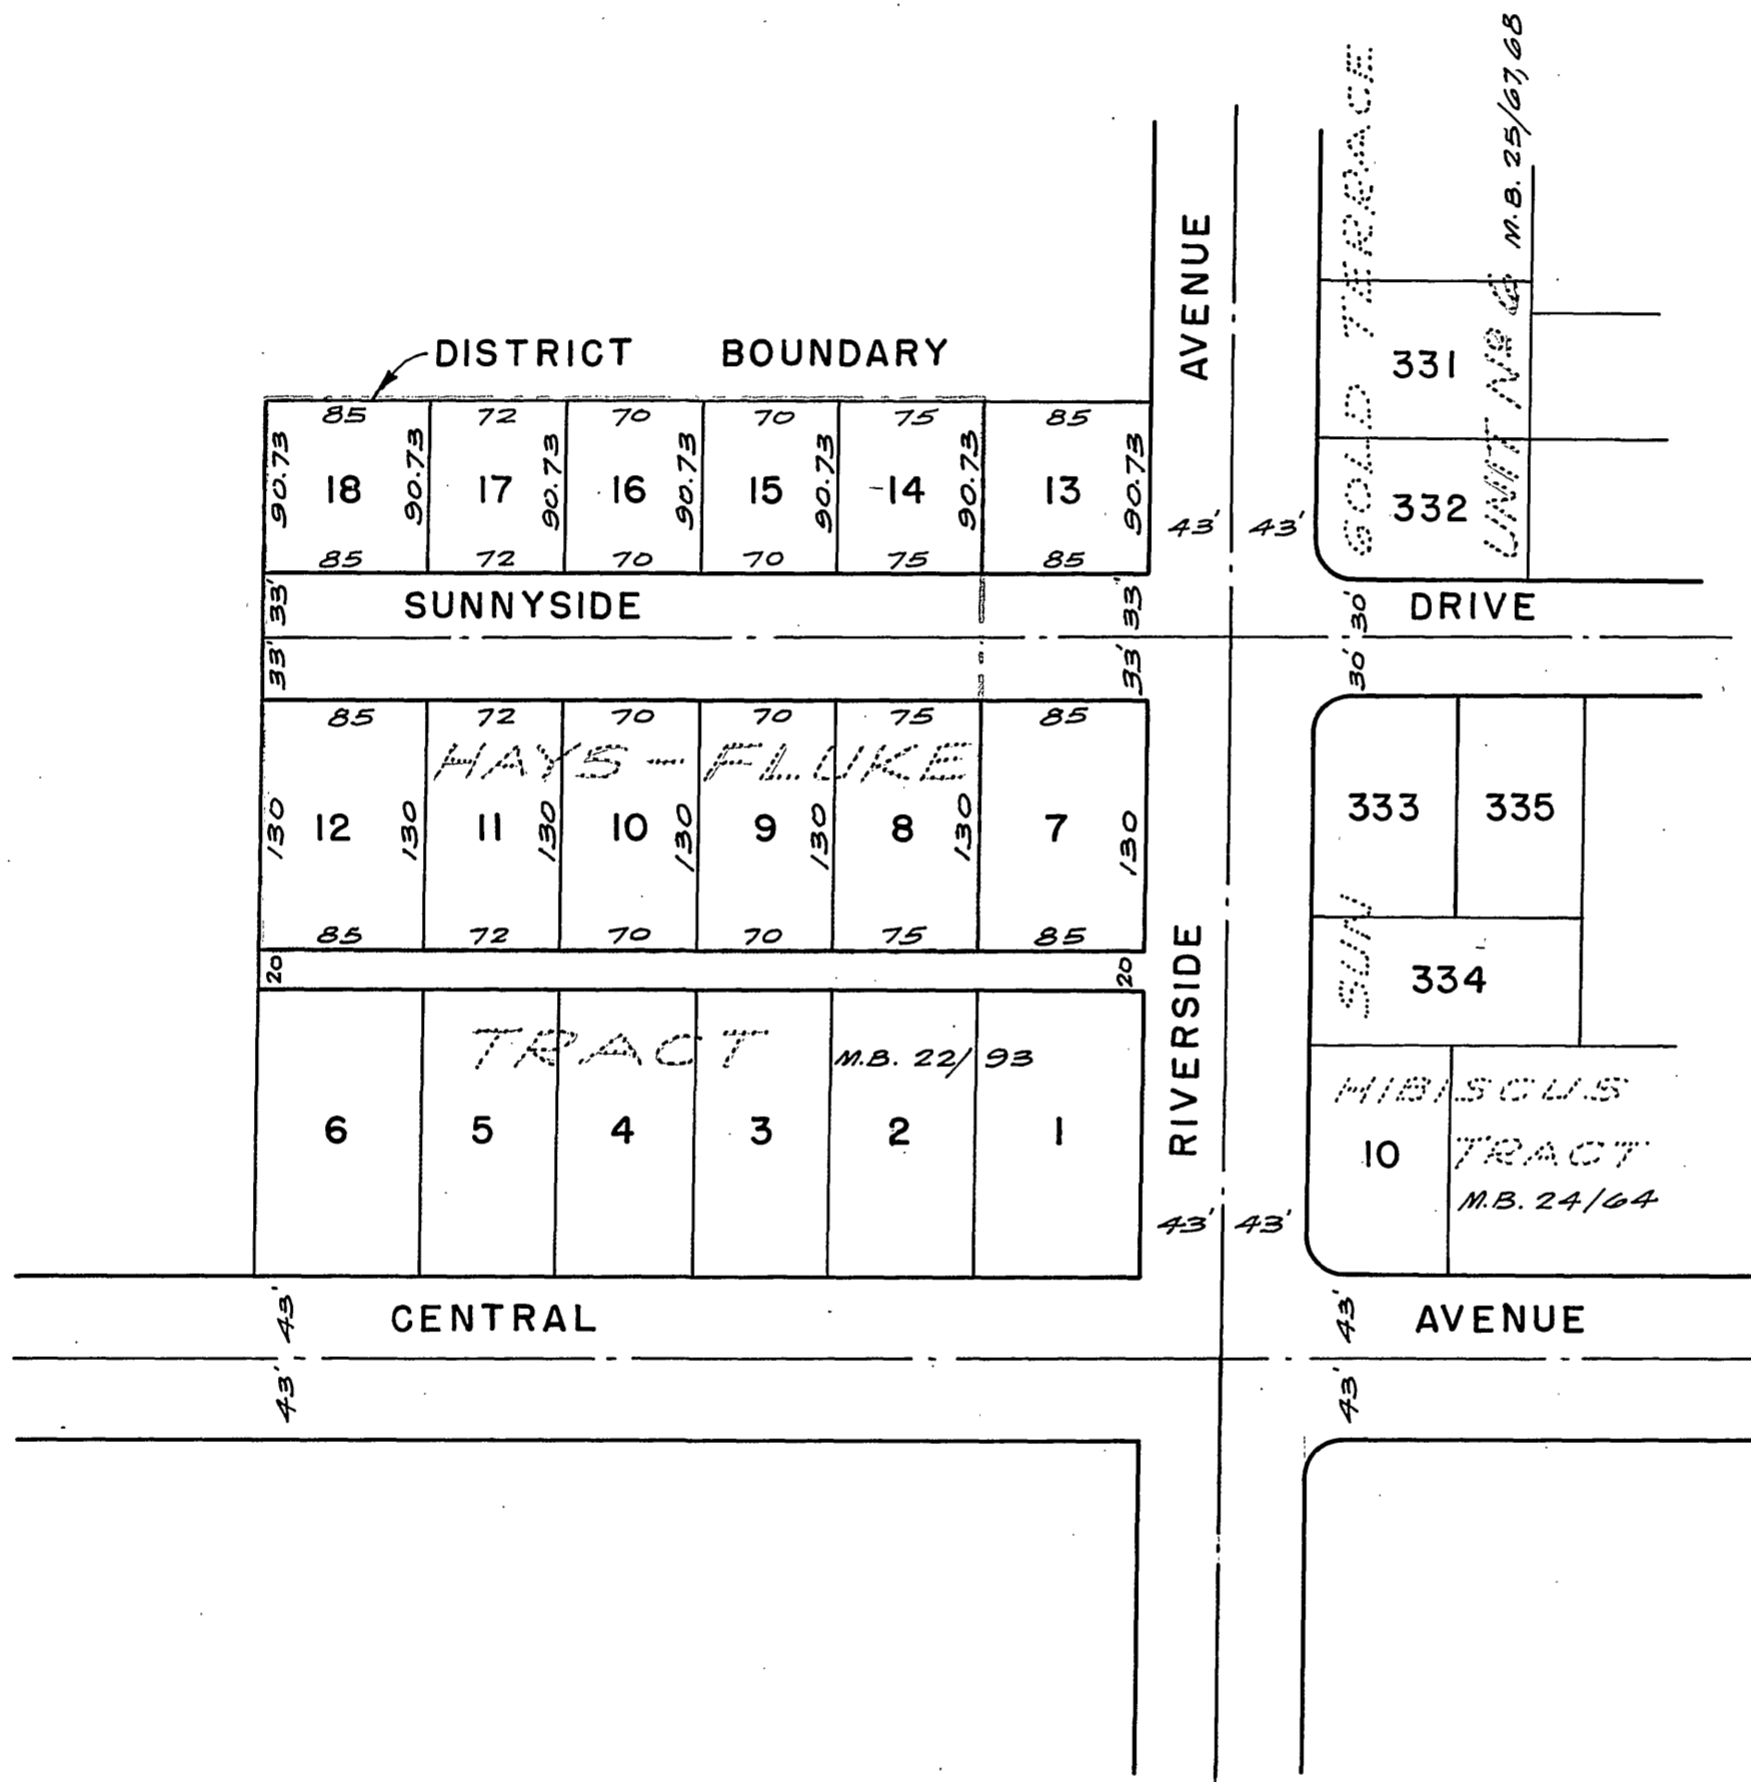 SUN GOLD TERRACE
UNIT Nº 6 M.B. 25/67,68
DISTRICT BOUNDARY
AVENUE
331
85 72 70 70 75 85
90.73 90.73 90.73 90.73 90.73 90.73 90.73
18 17 16 15 14 13
332
43' 43'
85 72 70 70 75 85
33' 33' 30'
SUNNYSIDE DRIVE
33' 33' 30'
85 72 70 70 75 85
HAYS-FLUKE
130 130 130 130 130 130 130
12 11 10 9 8 7
333 335
85 72 70 70 75 85
20 20
RIVERSIDE
334
TRACT M.B. 22/93
HIBISCUS
TRACT
M.B. 24/64
6 5 4 3 2 1
10
43' 43'
43' 43'
CENTRAL AVENUE
43' 43'